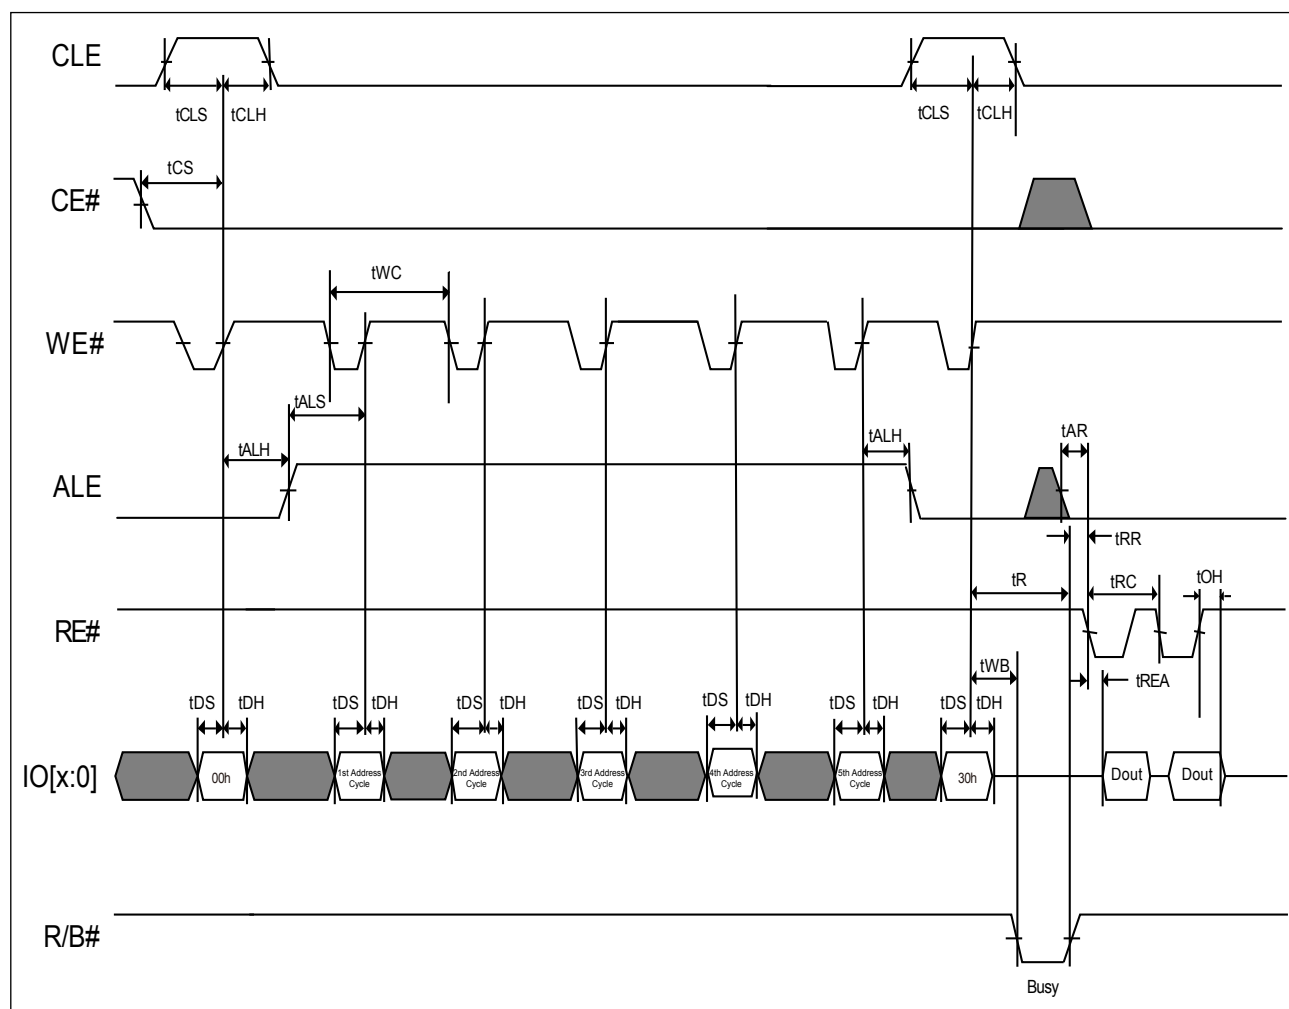 CLE
tCLS tCLH
tCLS tCLH
tCS
CE#
tWC
WE#
tALS
tALH
tALH
tAR
ALE
tRR
tR
tRC
tOH
RE#
tWB
tREA
tDS tDH
tDS tDH
tDS tDH
tDS tDH
tDS tDH
tDS tDH
tDS tDH
IO[x:0]
00h
1st Address Cycle
2nd Address Cycle
3rd Address Cycle
4th Address Cycle
5th Address Cycle
30h
Dout
Dout
R/B#
Busy